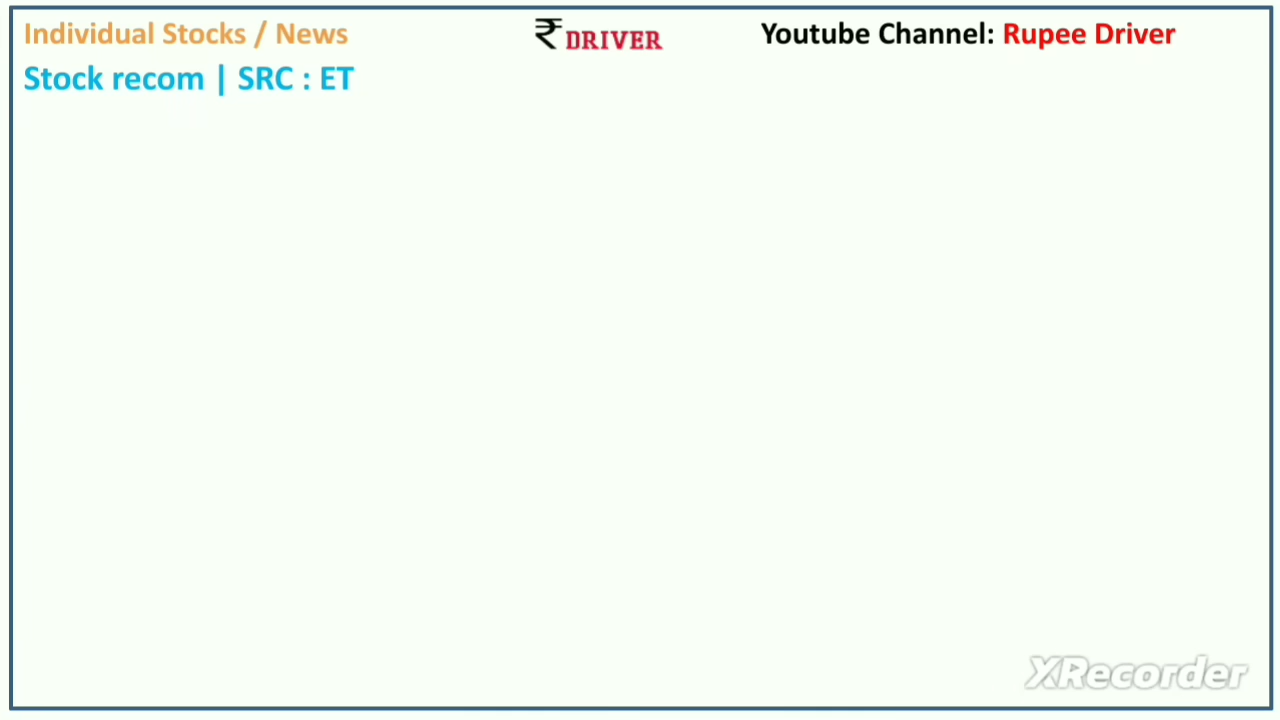 Individual Stocks / News
₹ DRIVER
Youtube Channel: Rupee Driver
Stock recom | SRC : ET
XRecorder